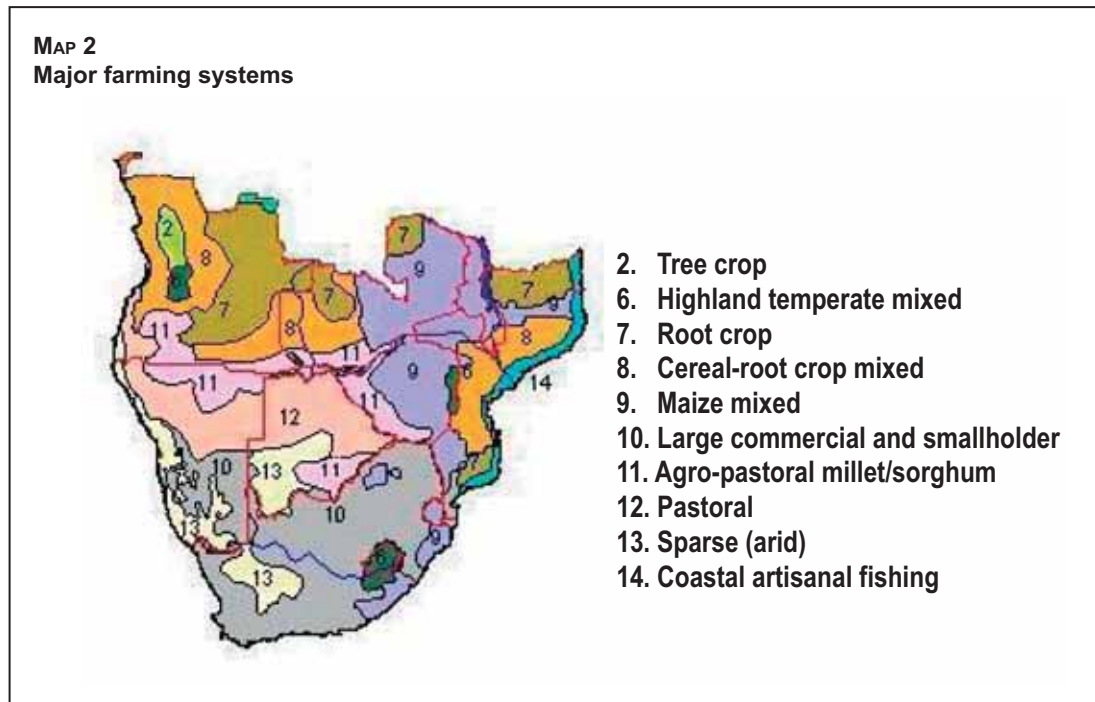 MAP 2
Major farming systems
2
8
7
7
7
9
9
8
8
11
11
11
11
9
6
14
12
13
11
7
10
10
13
9
6
13
2. Tree crop
6. Highland temperate mixed
7. Root crop
8. Cereal-root crop mixed
9. Maize mixed
10. Large commercial and smallholder
11. Agro-pastoral millet/sorghum
12. Pastoral
13. Sparse (arid)
14. Coastal artisanal fishing